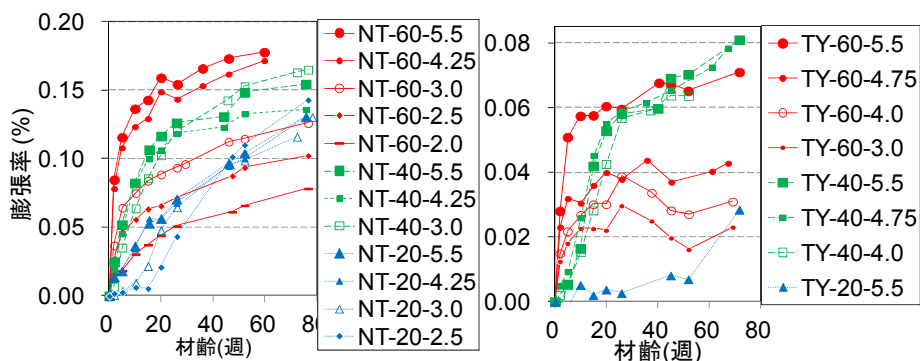 膨張率 (%)
0.20
0.15
0.10
0.05
0.00
0
20
40
60
80
材齢(週)
NT-60-5.5
NT-60-4.25
NT-60-3.0
NT-60-2.5
NT-60-2.0
NT-40-5.5
NT-40-4.25
NT-40-3.0
NT-20-5.5
NT-20-4.25
NT-20-3.0
NT-20-2.5
0.08
0.06
0.04
0.02
0.00
0
20
40
60
80
材齢(週)
TY-60-5.5
TY-60-4.75
TY-60-4.0
TY-60-3.0
TY-40-5.5
TY-40-4.75
TY-40-4.0
TY-20-5.5